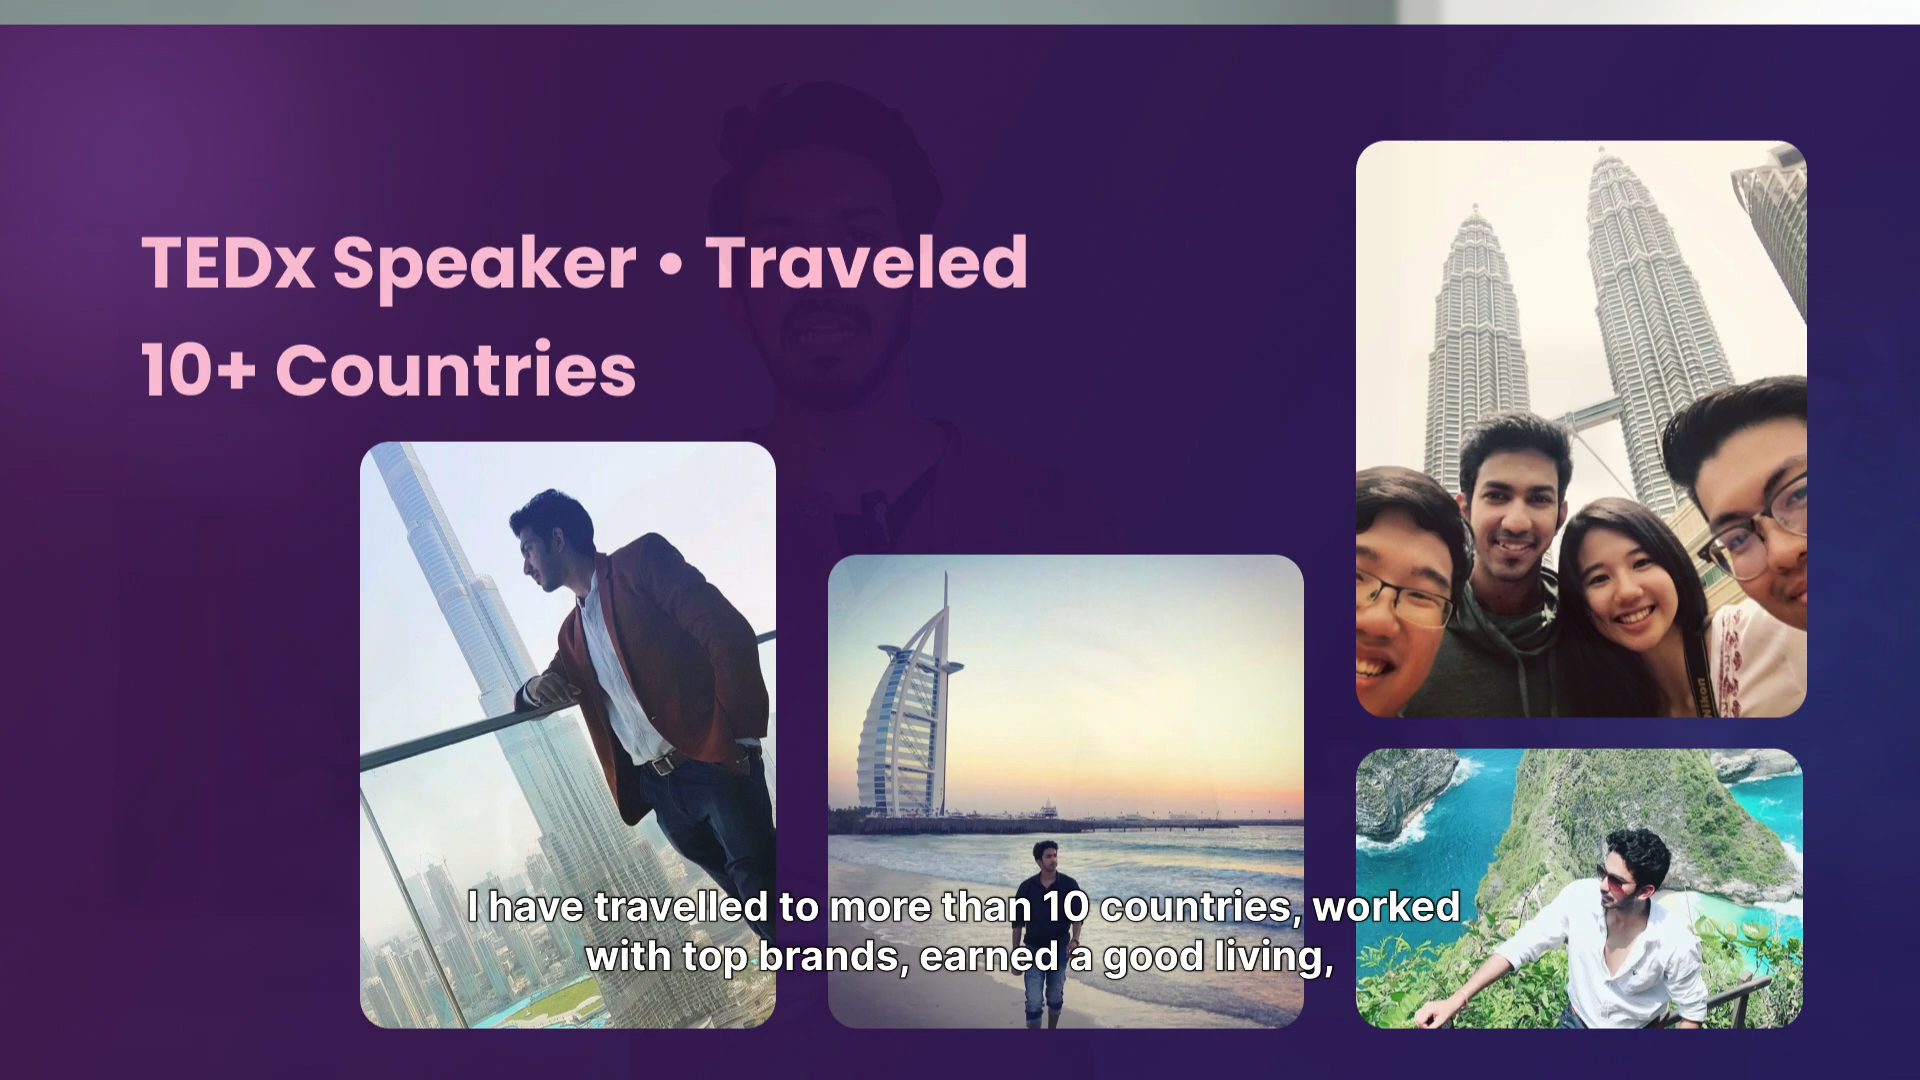 TEDx Speaker • Traveled
10+ Countries
Nikon
I have travelled to more than 10 countries, worked
with top brands, earned a good living,